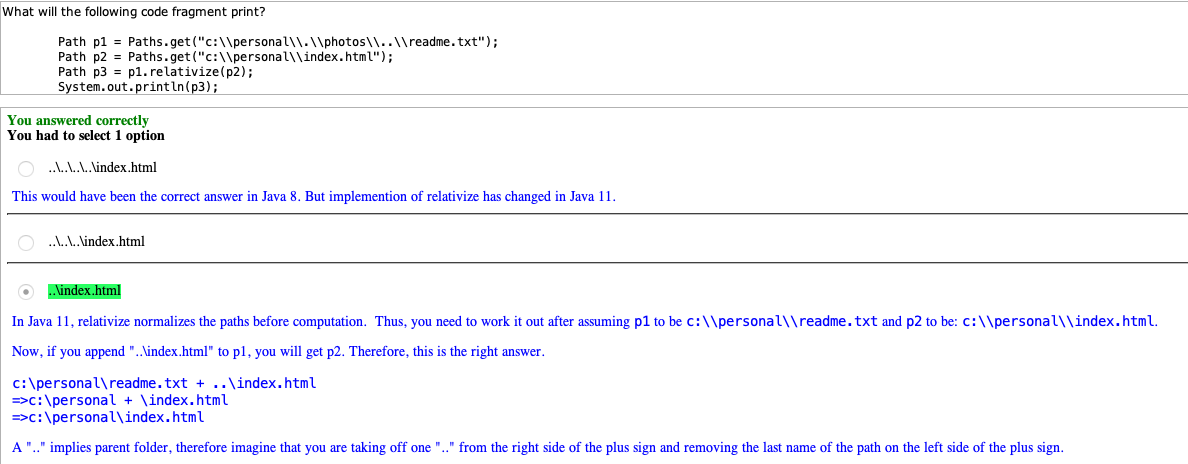 What will the following code fragment print?
Path p1 = Paths.get("c:\\personal\\.\\photos\\..\\readme.txt");
Path p2 = Paths.get("c:\\personal\\index.html");
Path p3 = p1.relativize(p2);
System.out.println(p3);
You answered correctly
You had to select 1 option
..\..\..\..\index.html
This would have been the correct answer in Java 8. But implemention of relativize has changed in Java 11.
..\..\..\index.html
..\index.html
In Java 11, relativize normalizes the paths before computation.  Thus, you need to work it out after assuming p1 to be c:\\personal\\readme.txt and p2 to be: c:\\personal\\index.html.
Now, if you append "..\index.html" to p1, you will get p2. Therefore, this is the right answer.
c:\personal\readme.txt + ..\index.html
=>c:\personal + \index.html
=>c:\personal\index.html
A ".." implies parent folder, therefore imagine that you are taking off one ".." from the right side of the plus sign and removing the last name of the path on the left side of the plus sign.